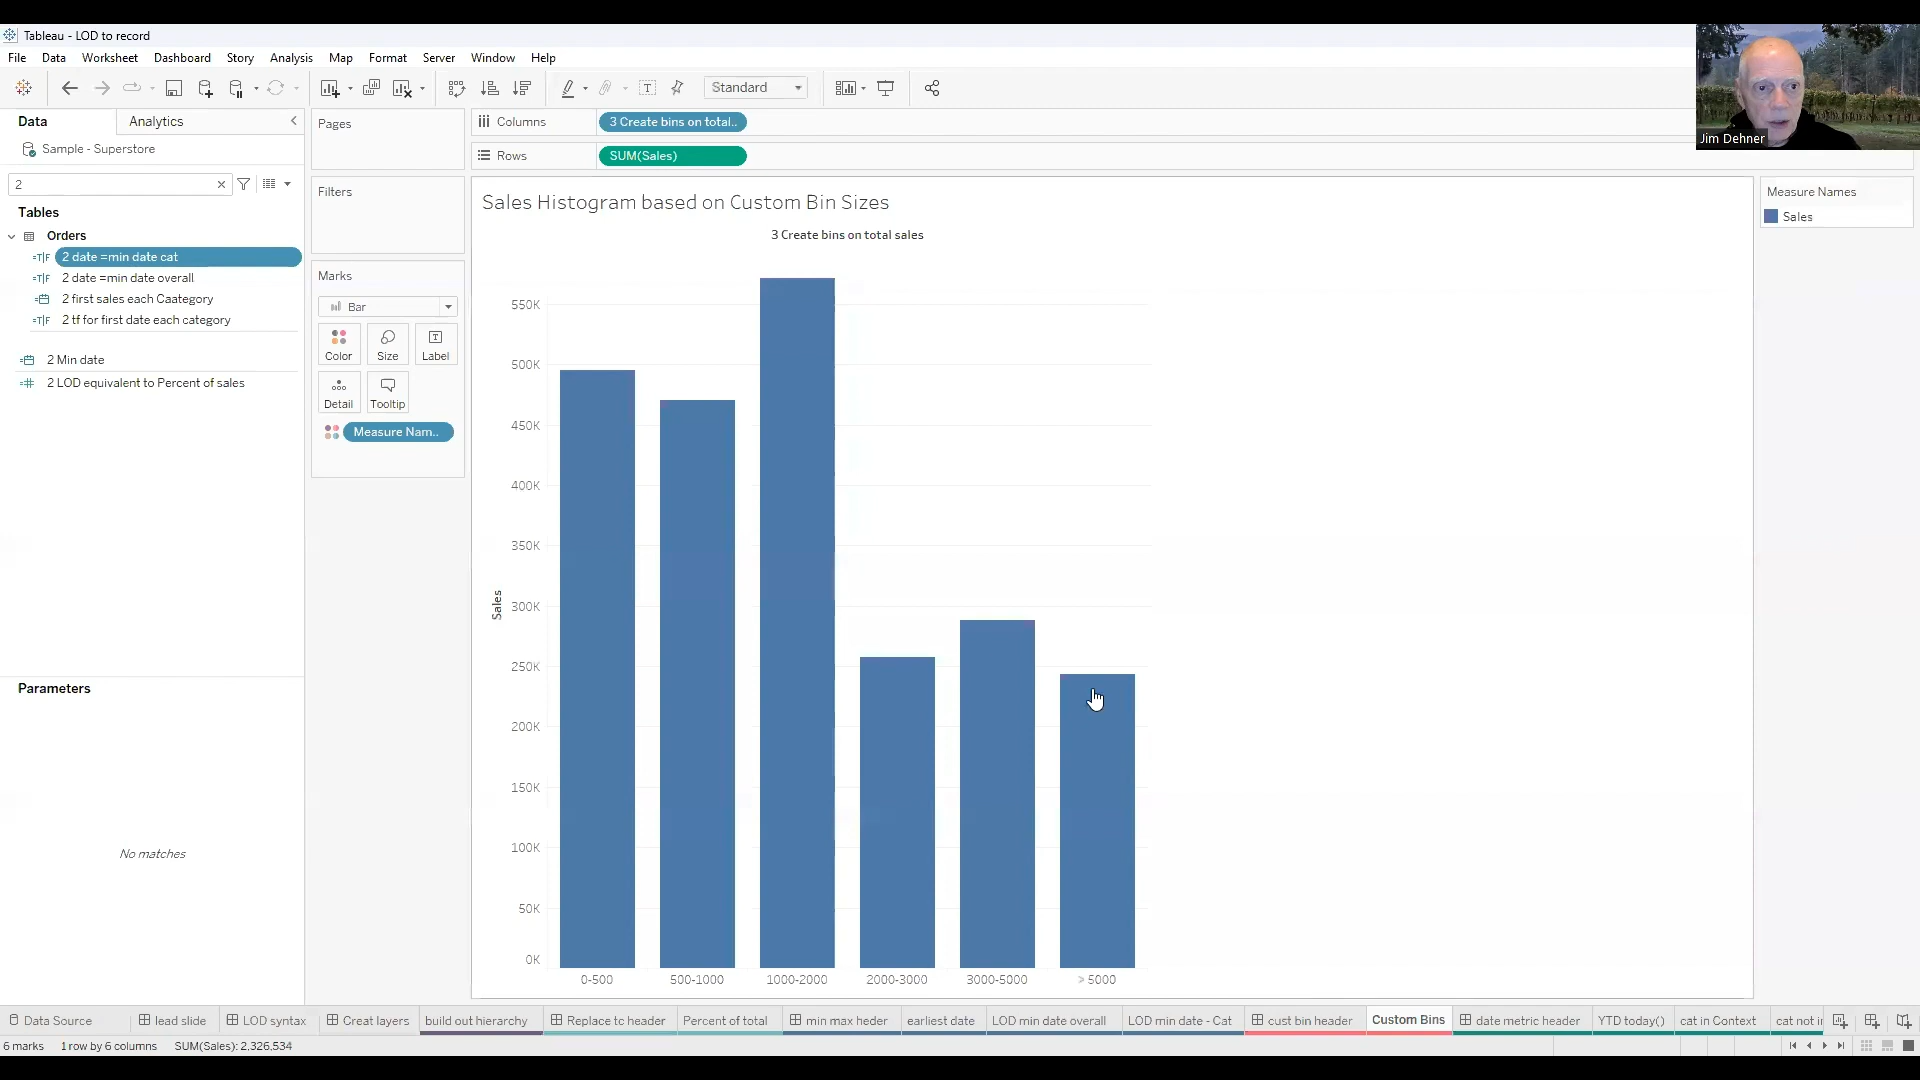 Tableau - LOD to record
File Data Worksheet Dashboard Story Analysis Map Format Server Window Help
Standard
Jim Dehner
Data Analytics
Sample - Superstore
2
Tables
Orders
=T|F 2 date =min date cat
=T|F 2 date =min date overall
2 first sales each Caategory
=T|F 2 tf for first date each category
2 Min date
=# 2 LOD equivalent to Percent of sales
Parameters
No matches
Pages
Filters
Marks
Bar
Color Size Label
Detail Tooltip
Measure Nam..
Columns 3 Create bins on total..
Rows SUM(Sales)
Sales Histogram based on Custom Bin Sizes
3 Create bins on total sales
Sales
550K
500K
450K
400K
350K
300K
250K
200K
150K
100K
50K
0K
0-500 500-1000 1000-2000 2000-3000 3000-5000 > 5000
Measure Names
Sales
Data Source lead slide LOD syntax Creat layers build out hierarchy Replace tc header Percent of total min max heder earliest date LOD min date overall LOD min date - Cat cust bin header Custom Bins date metric header YTD today() cat in Context cat not i
6 marks 1 row by 6 columns SUM(Sales): 2,326,534